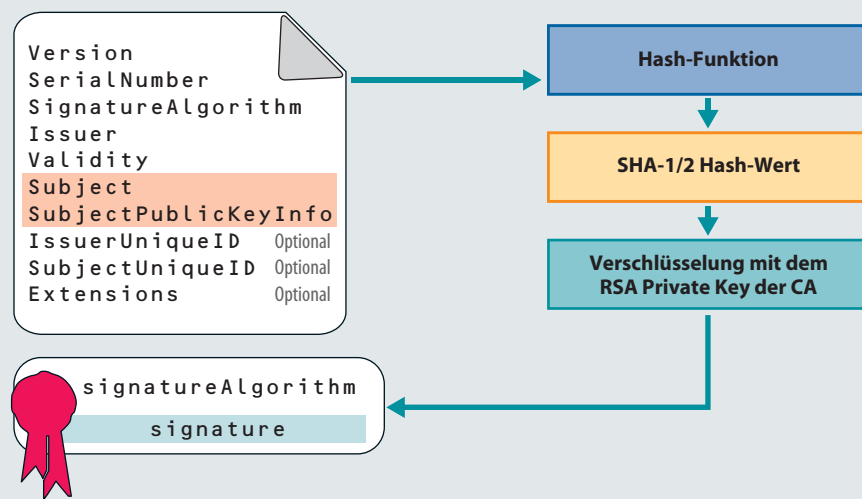 Version
SerialNumber
SignatureAlgorithm
Issuer
Validity
Subject
SubjectPublicKeyInfo
IssuerUniqueID Optional
SubjectUniqueID Optional
Extensions Optional
Hash-Funktion
SHA-1/2 Hash-Wert
Verschlüsselung mit dem
RSA Private Key der CA
signatureAlgorithm
signature